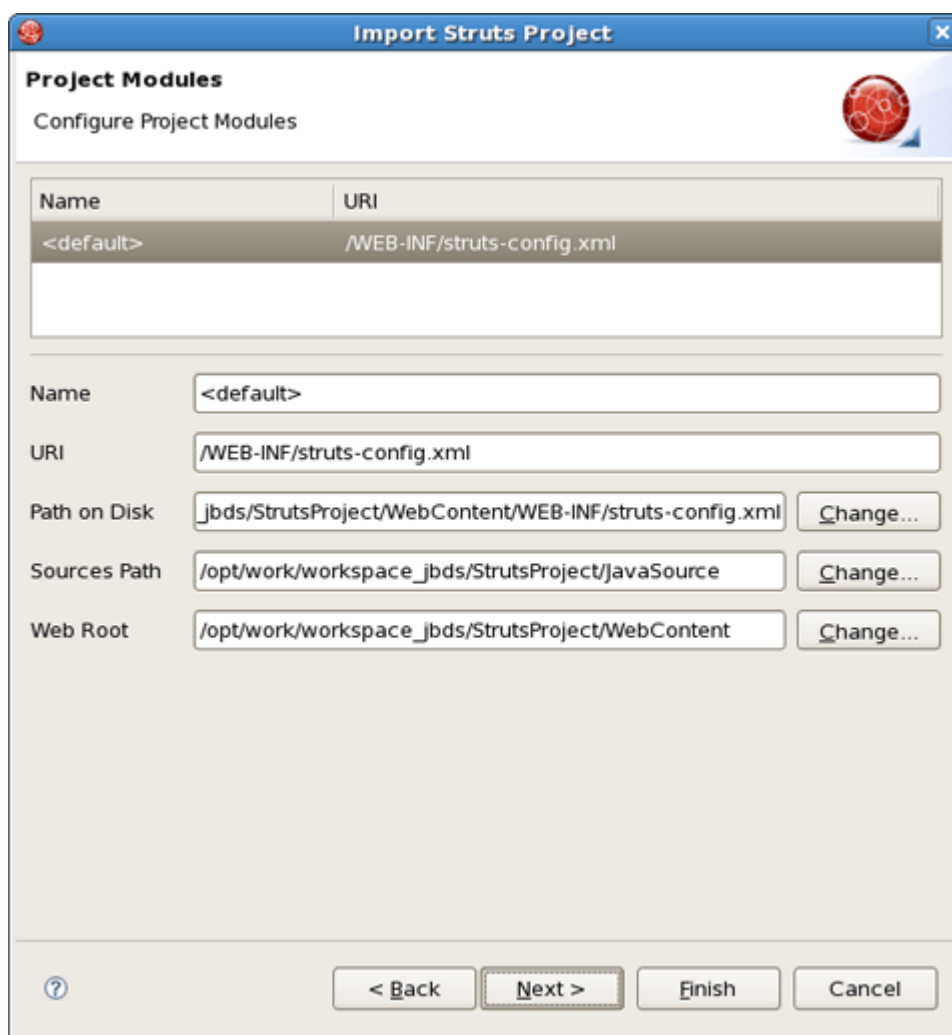 Import Struts Project
Project Modules
Configure Project Modules
Name URI
<default> /WEB-INF/struts-config.xml
Name <default>
URI /WEB-INF/struts-config.xml
Path on Disk _jbds/StrutsProject/WebContent/WEB-INF/struts-config.xml Change...
Sources Path /opt/work/workspace_jbds/StrutsProject/JavaSource Change...
Web Root /opt/work/workspace_jbds/StrutsProject/WebContent Change...
? < Back Next > Finish Cancel